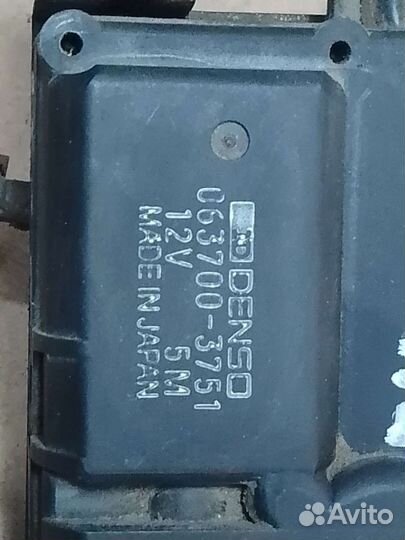 DENSO
063700-3751
12V 5M
MADE IN JAPAN
Avito